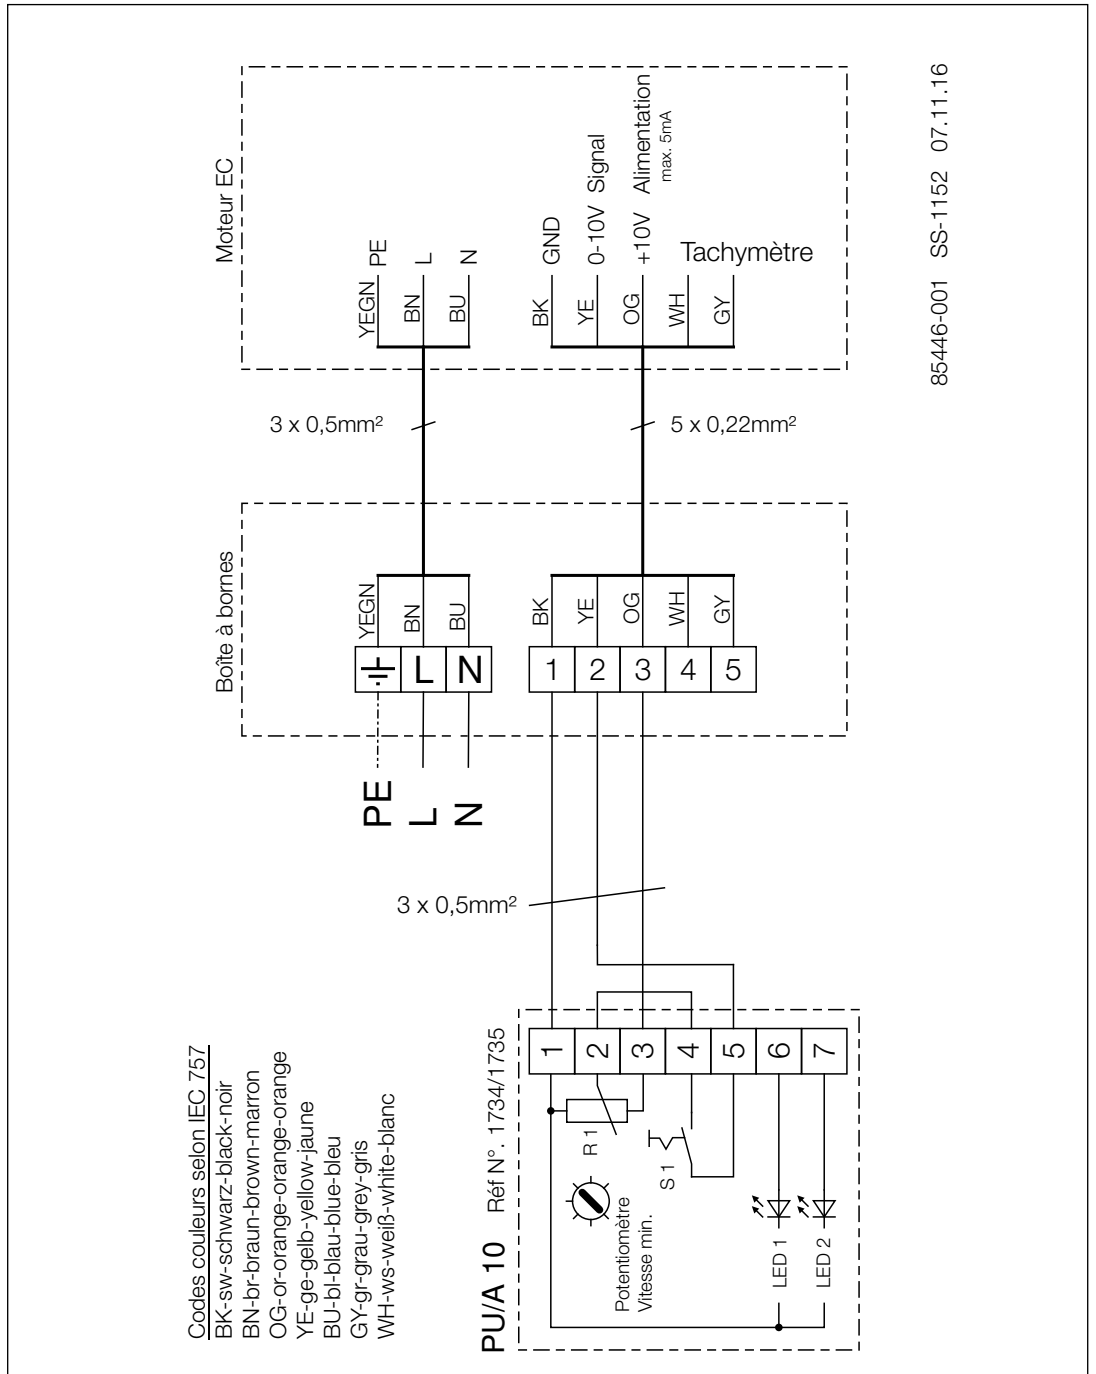 Moteur EC
YEGN
PE
BN
L
BU
N
BK
GND
YE
0-10V Signal
OG
+10V Alimentation
max. 5mA
WH
GY
Tachymètre
85446-001 SS-1152 07.11.16
3 x 0,5mm²
5 x 0,22mm²
Boîte à bornes
YEGN
BN
BU
BK
YE
OG
WH
GY
L
N
1
2
3
4
5
PE
L
N
3 x 0,5mm²
PU/A 10 Réf N°. 1734/1735
1
2
3
4
5
6
7
R 1
S 1
Potentiomètre
Vitesse min.
LED 1
LED 2
Codes couleurs selon IEC 757
BK-sw-schwarz-black-noir
BN-br-braun-brown-marron
OG-or-orange-orange-orange
YE-ge-gelb-yellow-jaune
BU-bl-blau-blue-bleu
GY-gr-grau-grey-gris
WH-ws-weiß-white-blanc